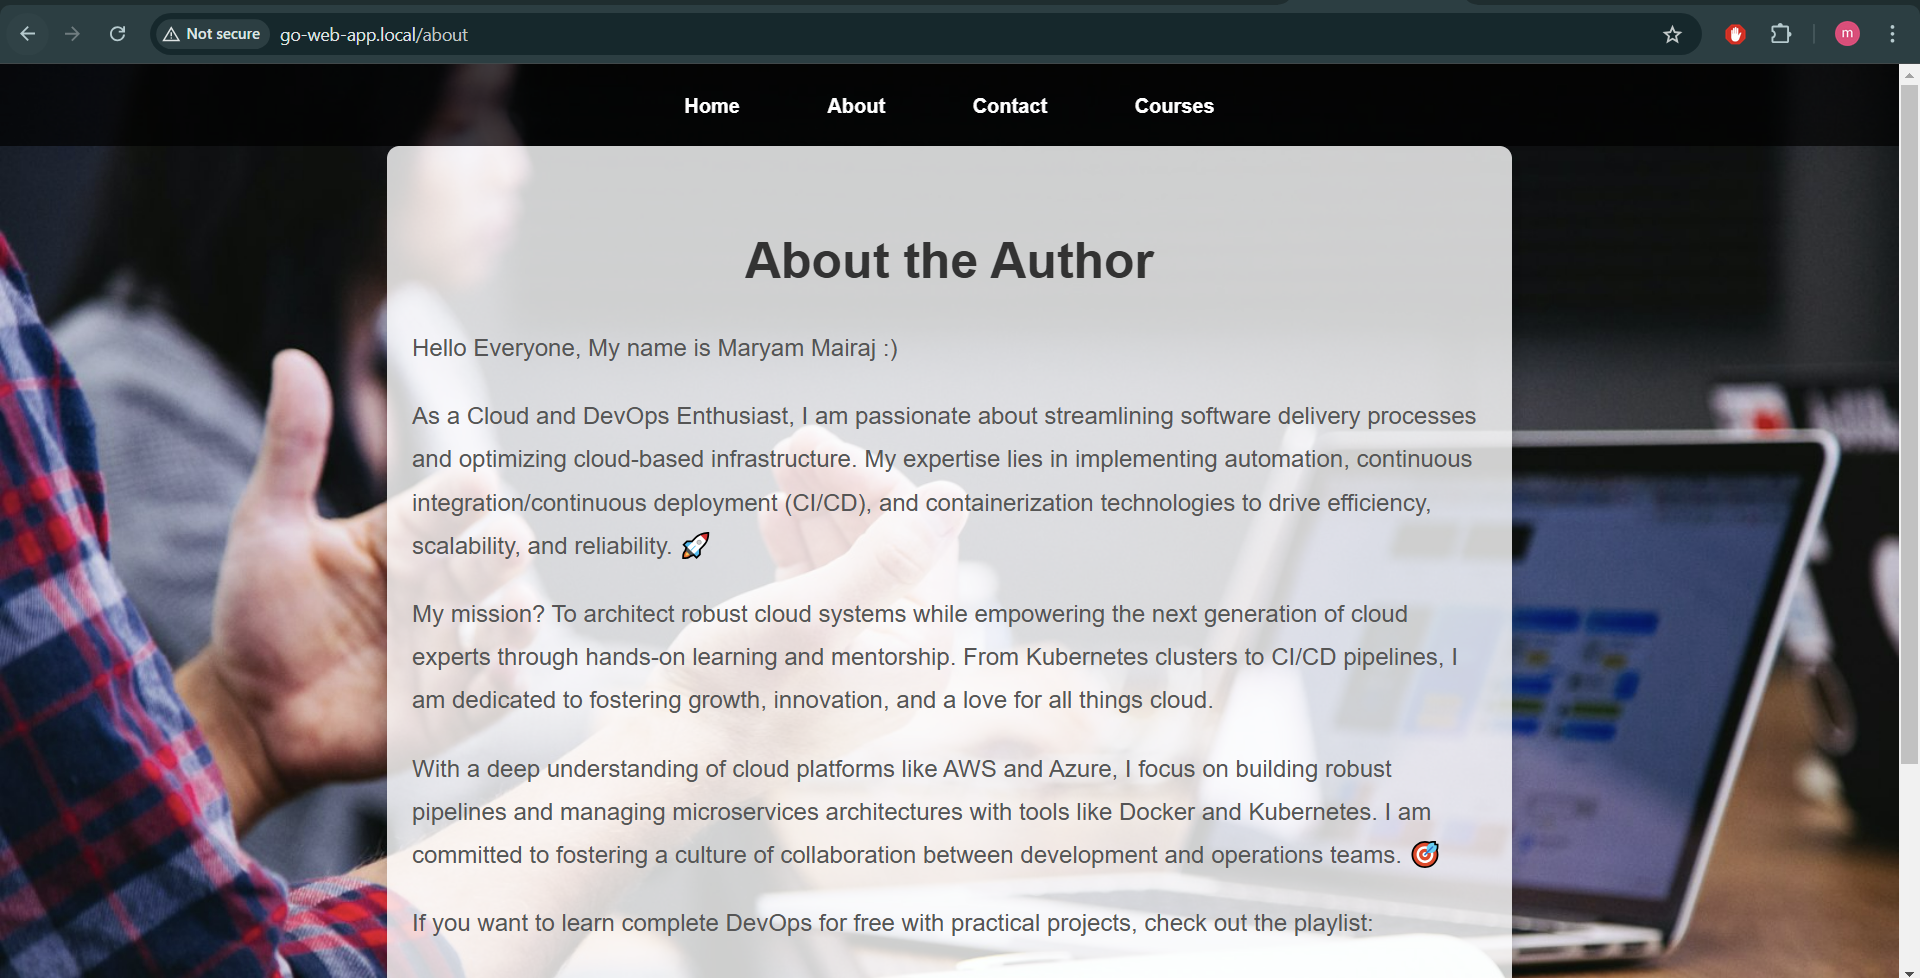 Not secure
go-web-app.local/about
m
Home
About
Contact
Courses
About the Author
Hello Everyone, My name is Maryam Mairaj :)
As a Cloud and DevOps Enthusiast, I am passionate about streamlining software delivery processes
and optimizing cloud-based infrastructure. My expertise lies in implementing automation, continuous
integration/continuous deployment (CI/CD), and containerization technologies to drive efficiency,
scalability, and reliability. 🚀
My mission? To architect robust cloud systems while empowering the next generation of cloud
experts through hands-on learning and mentorship. From Kubernetes clusters to CI/CD pipelines, I
am dedicated to fostering growth, innovation, and a love for all things cloud.
With a deep understanding of cloud platforms like AWS and Azure, I focus on building robust
pipelines and managing microservices architectures with tools like Docker and Kubernetes. I am
committed to fostering a culture of collaboration between development and operations teams. 🎯
If you want to learn complete DevOps for free with practical projects, check out the playlist: